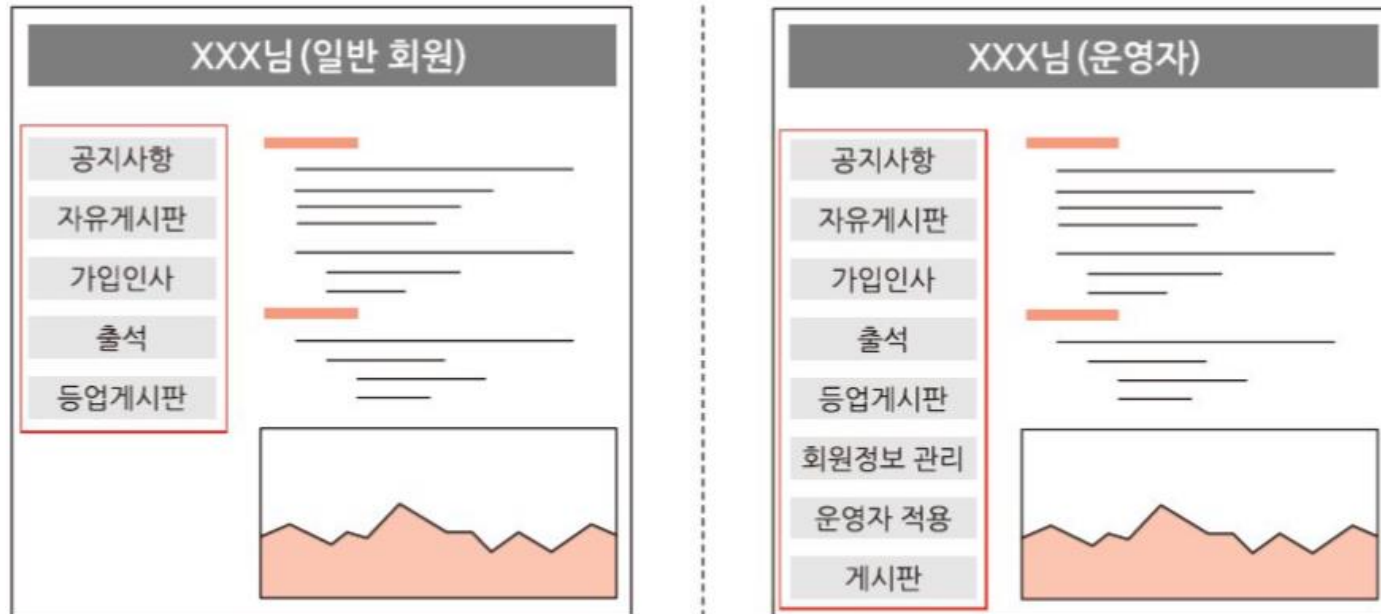 XXX님(일반 회원)
공지사항
자유게시판
가입인사
출석
등업게시판
XXX님(운영자)
공지사항
자유게시판
가입인사
출석
등업게시판
회원정보 관리
운영자 적용
게시판